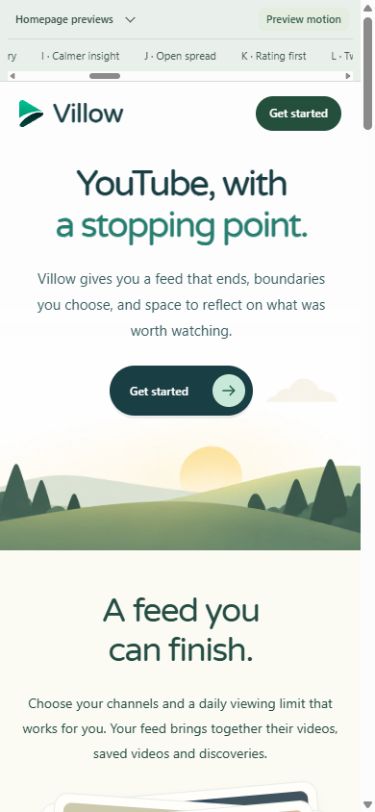 Homepage previews
Preview motion
ry I · Calmer insight J · Open spread K · Rating first L · Tw
Villow
Get started
YouTube, with
a stopping point.
Villow gives you a feed that ends, boundaries
you choose, and space to reflect on what was
worth watching.
Get started
A feed you
can finish.
Choose your channels and a daily viewing limit that
works for you. Your feed brings together their videos,
saved videos and discoveries.